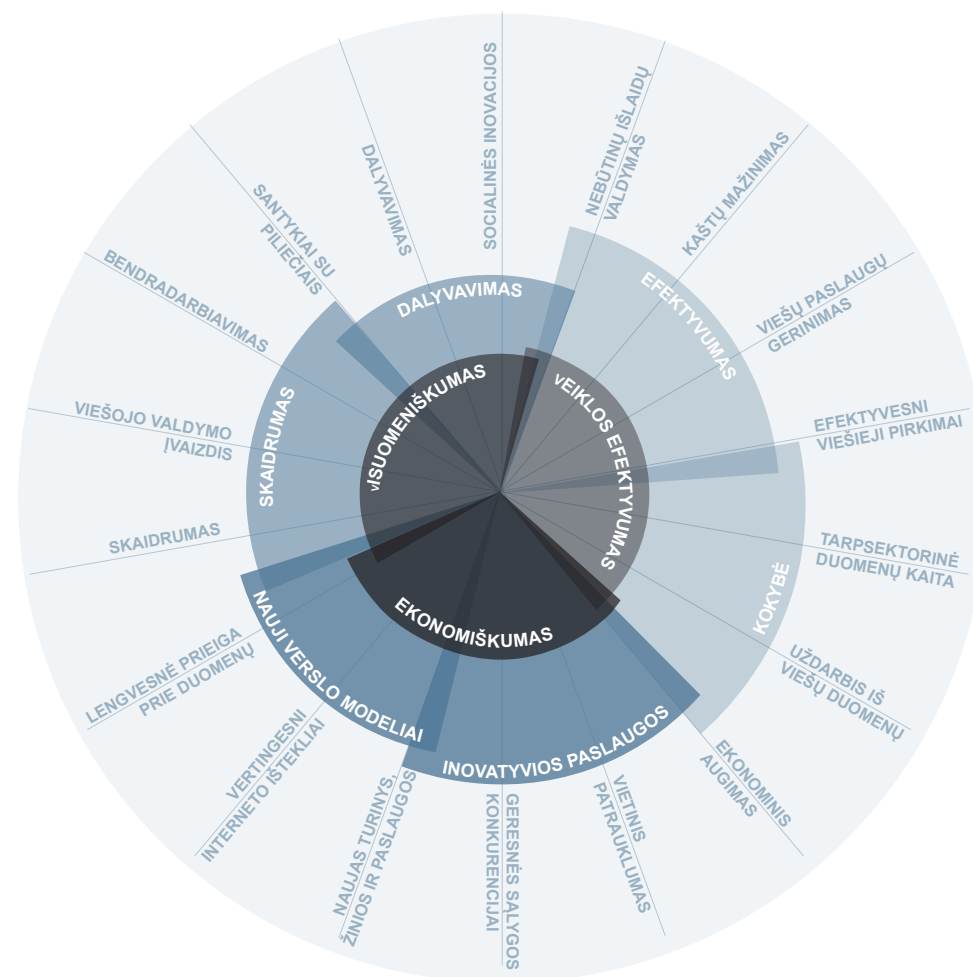 SOCIALINĖS INOVACIJOS
NEBŪTINŲ IŠLAIDŲ
VALDYMAS
KAŠTŲ MAŽINIMAS
VIEŠŲ PASLAUGŲ
GERINIMAS
EFEKTYVESNI
VIEŠIEJI PIRKIMAI
TARPSEKTORINĖ
DUOMENŲ KAITA
UŽDARBIS IŠ
VIEŠŲ DUOMENŲ
EKONOMINIS
AUGIMAS
VIETINIS
PATRAUKLUMAS
GERESNĖS SĄLYGOS
KONKURENCIJAI
NAUJAS TURINYS,
ŽINIOS IR PASLAUGOS
VERTINGESNI
INTERNETO IŠTEKLIAI
LENGVESNĖ PRIEIGA
PRIE DUOMENŲ
SKAIDRUMAS
VIEŠOJO VALDYMO
ĮVAIZDIS
BENDRADARBIAVIMAS
SANTYKIAI SU
PILIEČIAIS
DALYVAVIMAS
DALYVAVIMAS
EFEKTYVUMAS
KOKYBĖ
INOVATYVIOS PASLAUGOS
NAUJI VERSLO MODELIAI
SKAIDRUMAS
vISUOMENIŠKUMAS
vEIKLOS EFEKTYVUMAS
EKONOMIŠKUMAS